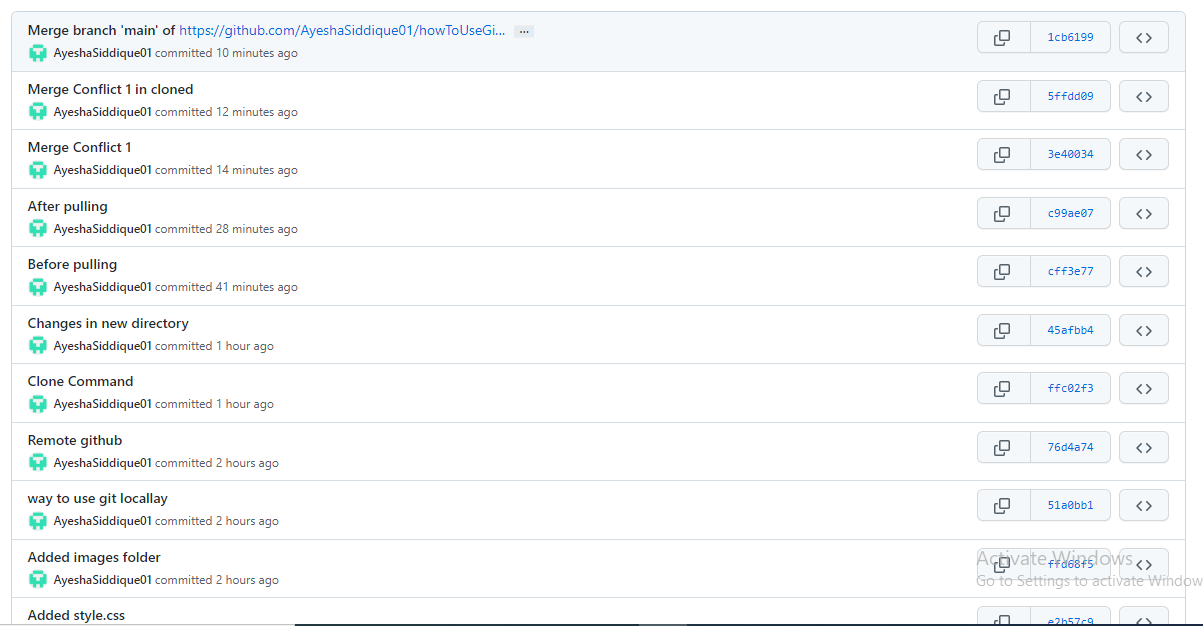 Merge branch 'main' of https://github.com/AyeshaSiddique01/howToUseGi... ...
1cb6199
AyeshaSiddique01 committed 10 minutes ago
Merge Conflict 1 in cloned
5ffdd09
AyeshaSiddique01 committed 12 minutes ago
Merge Conflict 1
3e40034
AyeshaSiddique01 committed 14 minutes ago
After pulling
c99ae07
AyeshaSiddique01 committed 28 minutes ago
Before pulling
cff3e77
AyeshaSiddique01 committed 41 minutes ago
Changes in new directory
45afbb4
AyeshaSiddique01 committed 1 hour ago
Clone Command
ffc02f3
AyeshaSiddique01 committed 1 hour ago
Remote github
76d4a74
AyeshaSiddique01 committed 2 hours ago
way to use git locallay
51a0bb1
AyeshaSiddique01 committed 2 hours ago
Added images folder
ffd68f5
AyeshaSiddique01 committed 2 hours ago
Activate Windows
Go to Settings to activate Window
Added style.css
e2b57c9